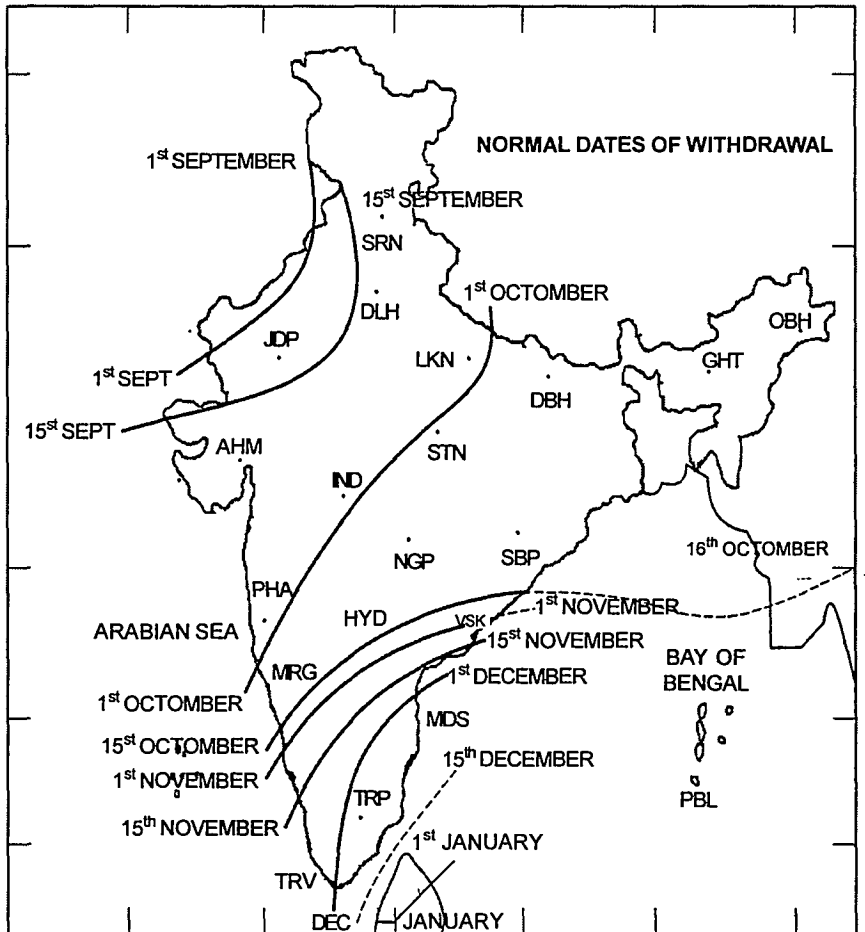 1st SEPTEMBER
NORMAL DATES OF WITHDRAWAL
15st SEPTEMBER
SRN
1st OCTOMBER
DLH
JDP
OBH
1st SEPT
LKN
GHT
DBH
15st SEPT
AHM
STN
IND
NGP
SBP
16th OCTOMBER
PHA
HYD
1st NOVEMBER
VSK
ARABIAN SEA
15st NOVEMBER
MRG
1st DECEMBER
BAY OF
BENGAL
1st OCTOMBER
MDS
15st OCTOMBER
15th DECEMBER
1st NOVEMBER
TRP
PBL
15th NOVEMBER
1st JANUARY
TRV
DEC
JANUARY